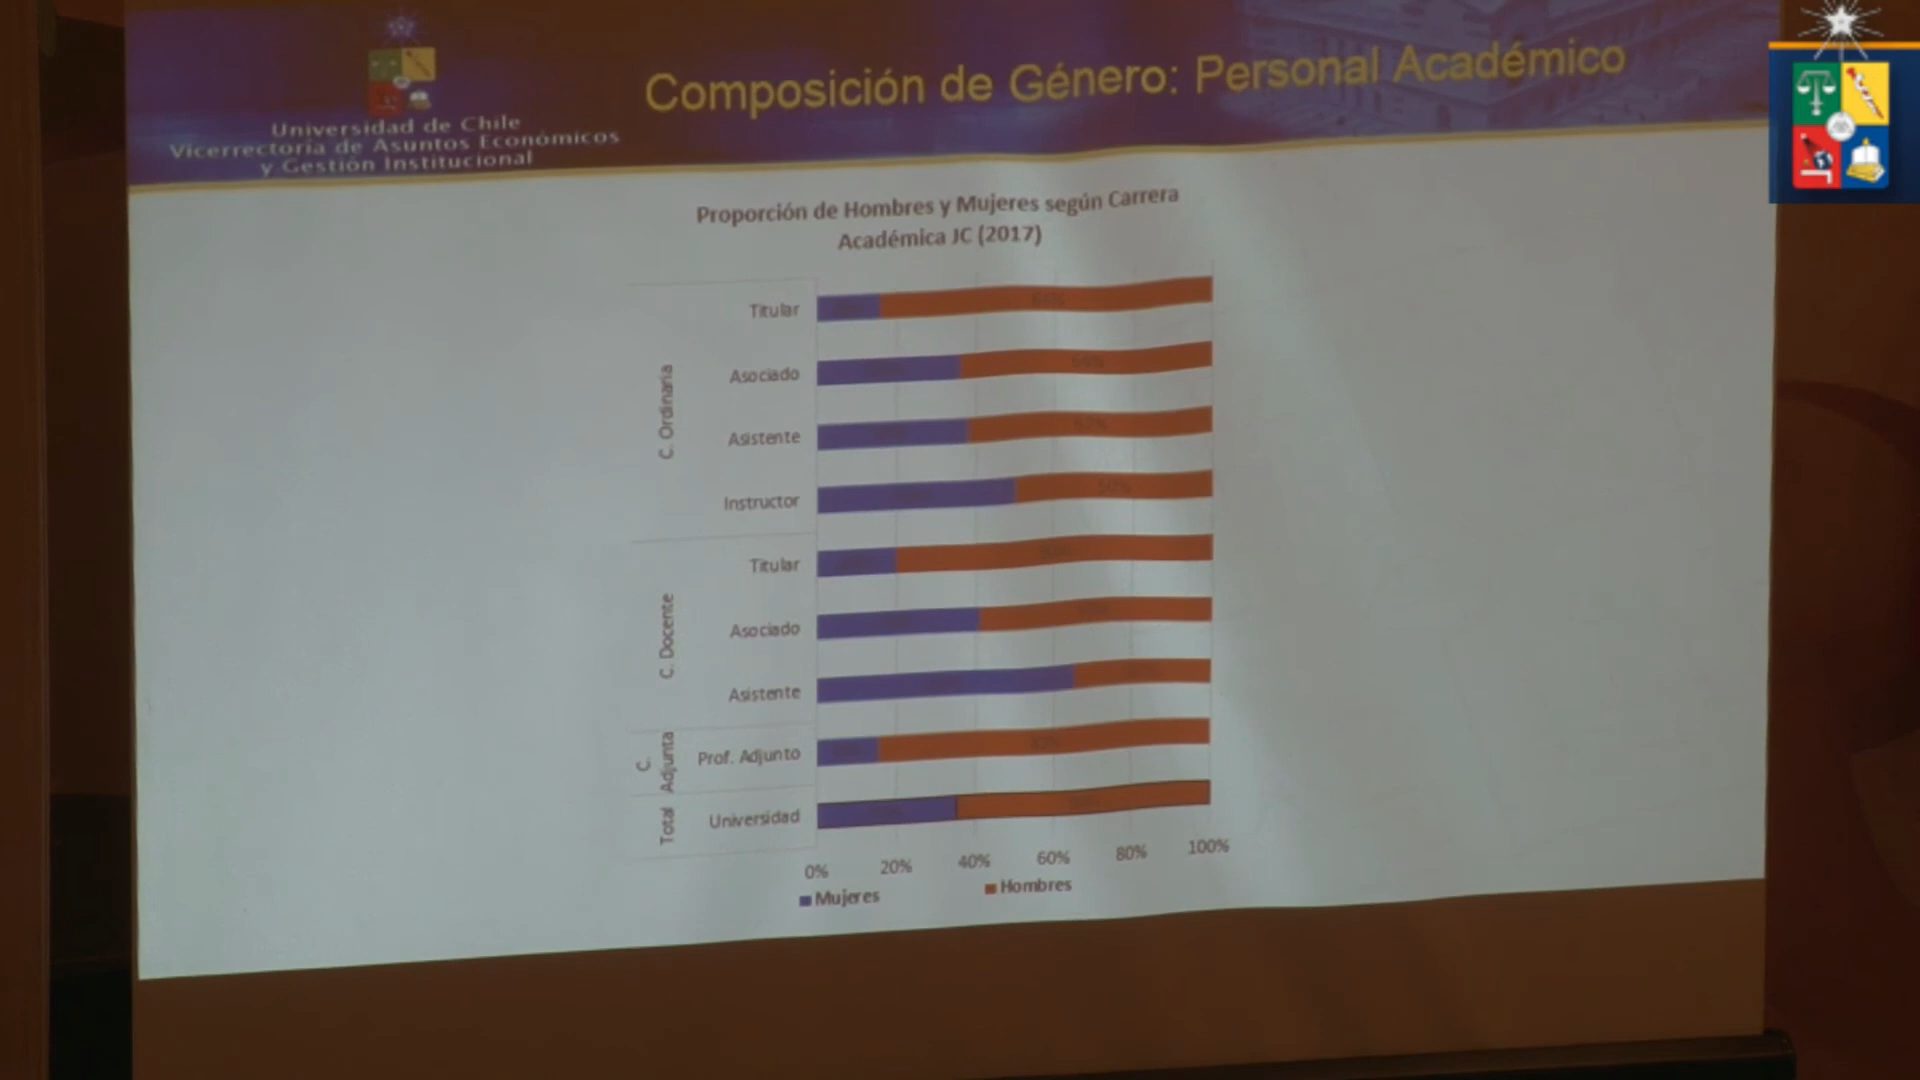 Composición de Género: Personal Académico
Universidad de Chile
Vicerrectoría de Asuntos Económicos
y Gestión Institucional
Proporción de Hombres y Mujeres según Carrera
Académica JC (2017)
C. Ordinaria
Titular
Asociado
Asistente
Instructor
C. Docente
Titular
Asociado
Asistente
C. Adjunta
Prof. Adjunto
Total
Universidad
0% 20% 40% 60% 80% 100%
Mujeres Hombres